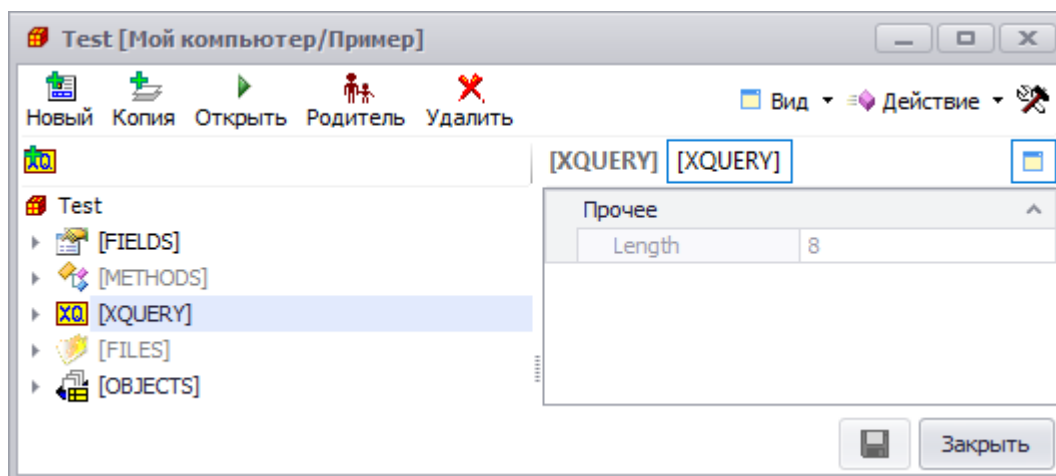 Test [Мой компьютер/Пример]
Новый Копия Открыть Родитель Удалить Вид Действие
XQ [XQUERY] [XQUERY]
Test
Прочее
[FIELDS]
Length 8
[METHODS]
XQ [XQUERY]
[FILES]
[OBJECTS]
Закрыть